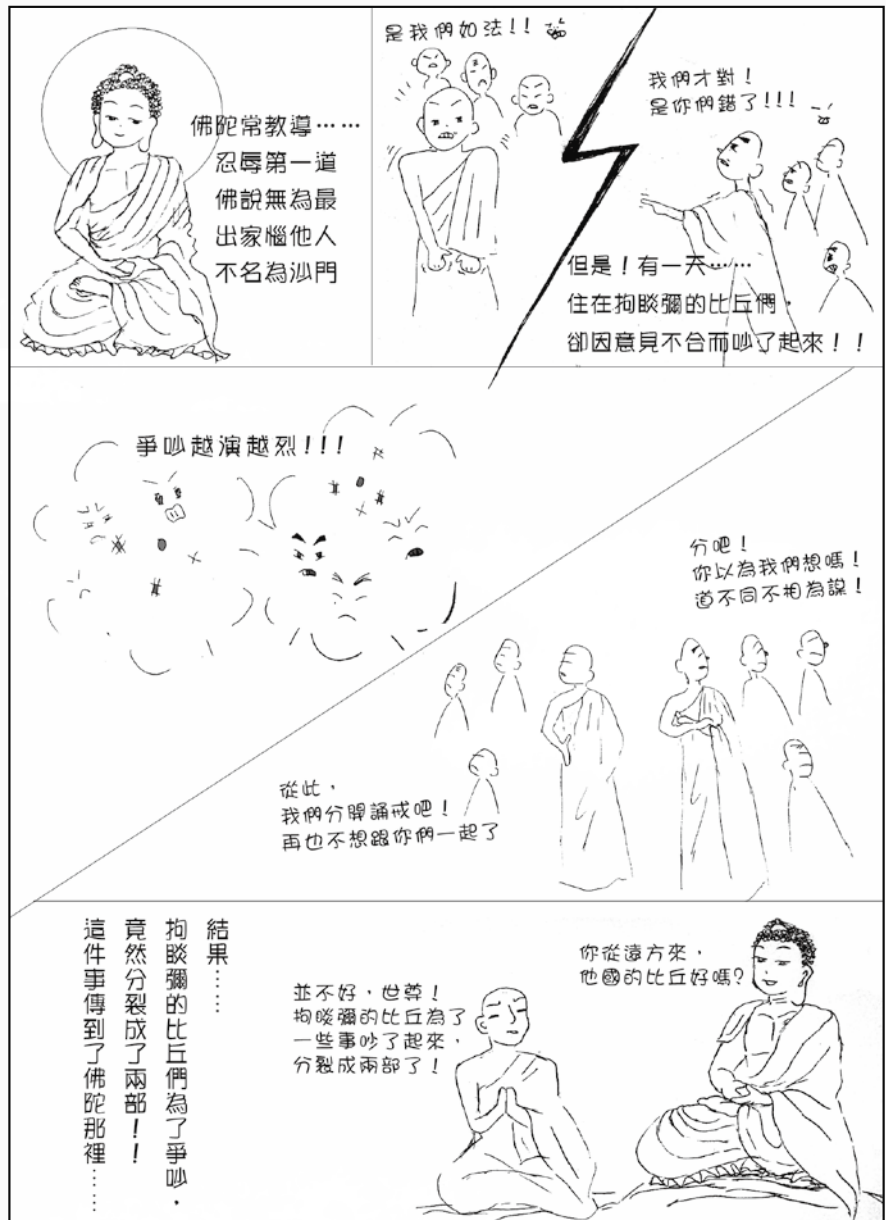 佛陀常教導……
忍辱第一道
佛說無為最
出家惱他人
不名為沙門
是我們如法!!
我們才對!
是你們錯了!!!
但是!有一天……
住在拘睒彌的比丘們，
卻因意見不合而吵了起來!!
爭吵越演越烈!!!
分吧!
你以為我們想嗎!
道不同不相為謀!
從此，
我們分開誦戒吧!
再也不想跟你們一起了
你從遠方來，
他國的比丘好嗎?
並不好，世尊!
拘睒彌的比丘為了
一些事吵了起來，
分裂成兩部了!
結果……
拘睒彌的比丘們為了爭吵，
竟然分裂成了兩部!!
這件事傳到了佛陀那裡……